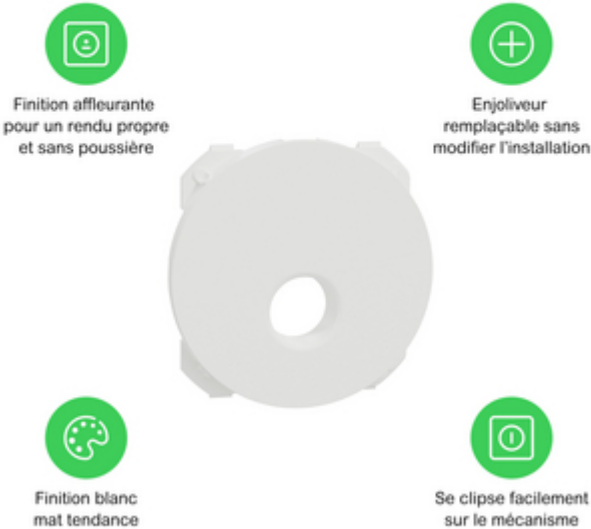 Finition affleurante
pour un rendu propre
et sans poussière
Enjoliveur
remplaçable sans
modifier l'installation
Finition blanc
mat tendance
Se clipse facilement
sur le mécanisme